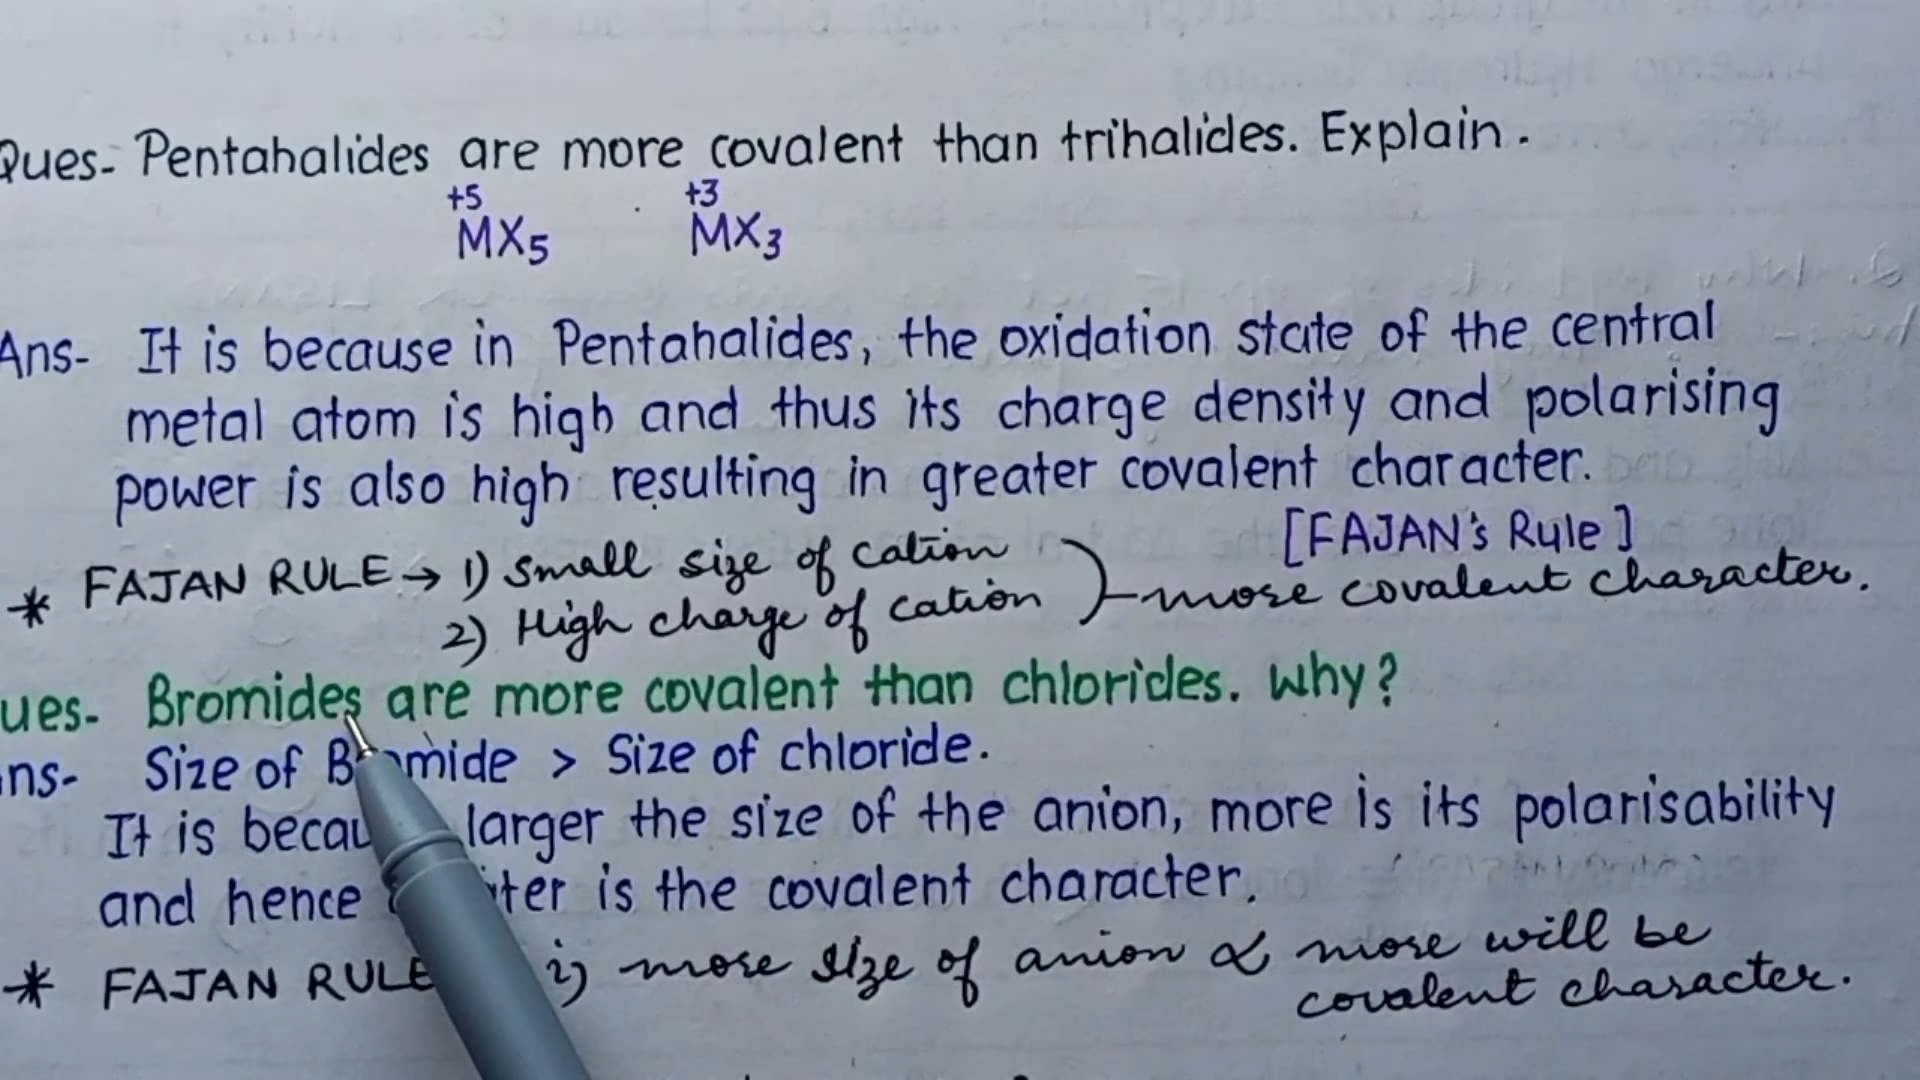 Ques- Pentahalides are more covalent than trihalides. Explain.
+5 +3
MX5 MX3
Ans- It is because in Pentahalides, the oxidation state of the central
metal atom is high and thus its charge density and polarising
power is also high resulting in greater covalent character.
[FAJAN's Rule]
* FAJAN RULE → 1) Small size of cation
2) High charge of cation } more covalent character.
ues- Bromides are more covalent than chlorides. Why?
ns- Size of Bromide > Size of chloride.
It is becau larger the size of the anion, more is its polarisability
and hence ter is the covalent character.
* FAJAN RULE i) more size of anion ∝ more will be
covalent character.